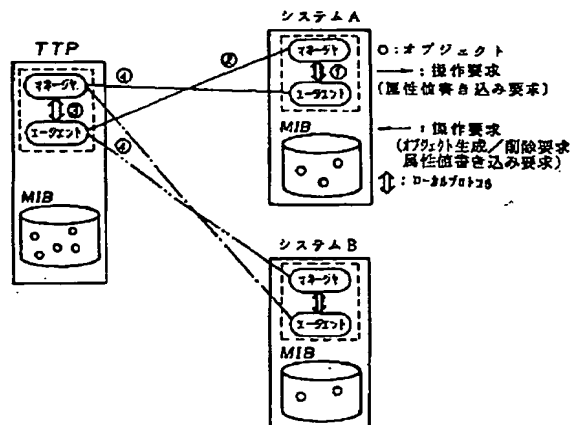 TTP
マネージャ
③
エージェント
MIB
①
②
④
システムA
マネージャ
①
エージェント
MIB
システムB
マネージャ
エージェント
MIB
○:オブジェクト
→:操作要求
(属性値書き込み要求)
→:操作要求
(オブジェクト生成/削除要求
属性値書き込み要求)
⇕:ローカルプロトコル